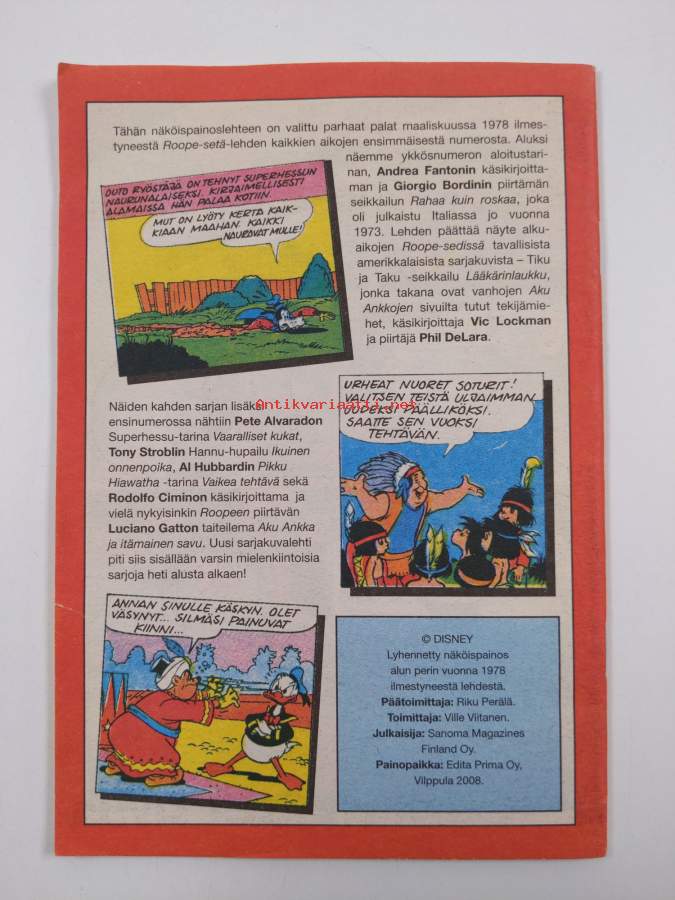 Tähän näköispainoslehteen on valittu parhaat palat maaliskuussa 1978 ilmes-
tyneestä Roope-setä-lehden kaikkien aikojen ensimmäisestä numerosta. Aluksi
näemme ykkösnumeron aloitustari-
nan, Andrea Fantonin käsikirjoitta-
man ja Giorgio Bordinin piirtämän
seikkailun Rahaa kuin roskaa, joka
oli julkaistu Italiassa jo vuonna
1973. Lehden päättää näyte alku-
aikojen Roope-sedissä tavallisista
amerikkalaisista sarjakuvista – Tiku
ja Taku -seikkailu Lääkärinlaukku,
jonka takana ovat vanhojen Aku
Ankkojen sivuilta tutut tekijämie-
het, käsikirjoittaja Vic Lockman
ja piirtäjä Phil DeLara.
OUTO RYÖSTÄJÄ ON TEHNYT SUPERHESSUN
NAURUNALAISEKSI. KIRJAIMELLISESTI
ALAMAISSA HÄN PALAA KOTIIN.
MUT ON LYÖTY KERTA KAIK-
KIAAN MAAHAN. KAIKKI
NAURAVAT MULLE!
Näiden kahden sarjan lisäksi
ensinumerossa nähtiin Pete Alvaradon
Superhessu-tarina Vaaralliset kukat,
Tony Stroblin Hannu-hupailu Ikuinen
onnenpoika, Al Hubbardin Pikku
Hiawatha -tarina Vaikea tehtävä sekä
Rodolfo Ciminon käsikirjoittama ja
vielä nykyisinkin Roopeen piirtävän
Luciano Gatton taiteilema Aku Ankka
ja itämainen savu. Uusi sarjakuvalehti
piti siis sisällään varsin mielenkiintoisia
sarjoja heti alusta alkaen!
Antikvariaatti.net
URHEAT NUORET SOTURIT!
VALITSEN TEISTÄ ULJAIMMAN
UUDEKSI PÄÄLLIKÖKSI.
SAATTE SEN VUOKSI
TEHTÄVÄN.
ANNAN SINULLE KÄSKYN. OLET
VÄSYNYT... SILMÄSI PAINUVAT
KIINNI...
© DISNEY
Lyhennetty näköispainos
alun perin vuonna 1978
ilmestyneestä lehdestä.
Päätoimittaja: Riku Perälä.
Toimittaja: Ville Viitanen.
Julkaisija: Sanoma Magazines
Finland Oy.
Painopaikka: Edita Prima Oy,
Vilppula 2008.